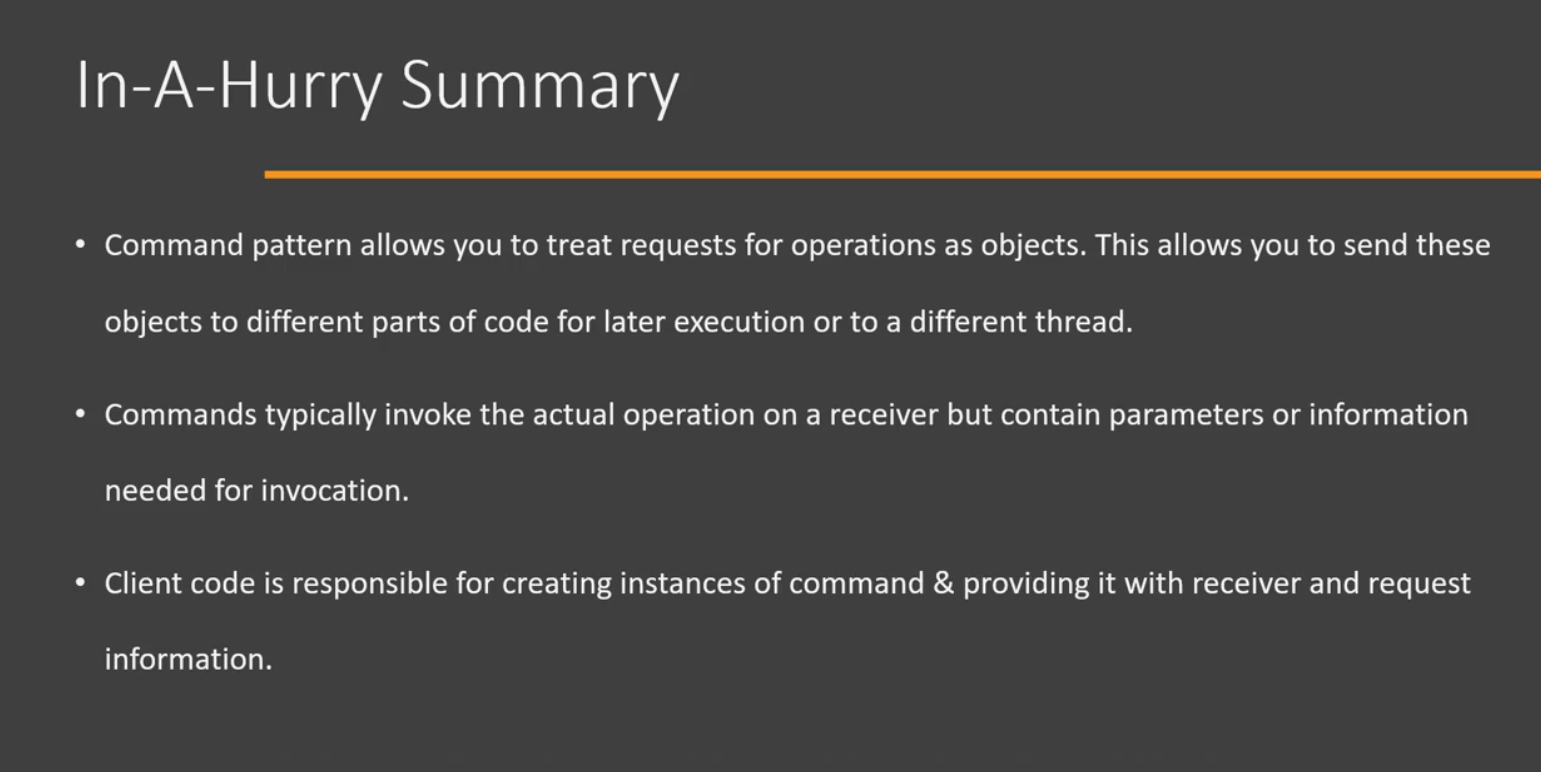 In-A-Hurry Summary
• Command pattern allows you to treat requests for operations as objects. This allows you to send these
objects to different parts of code for later execution or to a different thread.
• Commands typically invoke the actual operation on a receiver but contain parameters or information
needed for invocation.
• Client code is responsible for creating instances of command & providing it with receiver and request
information.